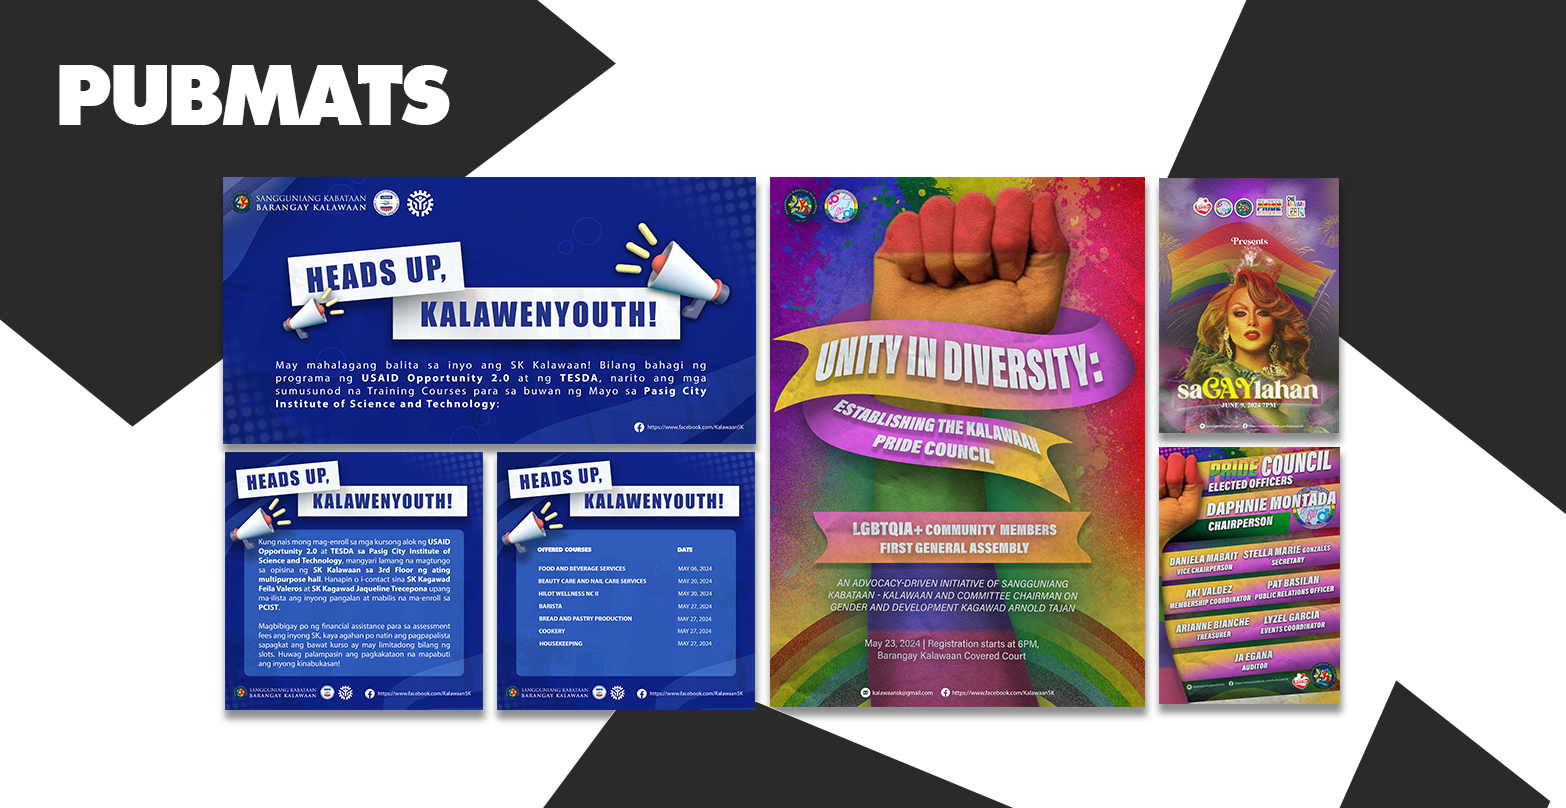 PUBMATS
SANGGUNIANG KABATAAN
BARANGAY KALAWAAN
HEADS UP,
KALAWENYOUTH!
May mahalagang balita sa inyo ang SK Kalawaan! Bilang bahagi ng
programa ng USAID Opportunity 2.0 at ng TESDA, narito ang mga
sumusunod na Training Courses para sa buwan ng Mayo sa Pasig City
Institute of Science and Technology:
https://www.facebook.com/KalawaanSK
HEADS UP,
KALAWENYOUTH!
Kung nais mong mag-enroll sa mga kursong alok ng USAID
Opportunity 2.0 at TESDA sa Pasig City Institute of
Science and Technology, mangyari lamang na magtungo
sa opisina ng SK Kalawaan sa 3rd Floor ng ating
multipurpose hall. Hanapin o i-contact sina SK Kagawad
Feila Valeros at SK Kagawad Jaqueline Trecepona upang
ma-ilista ang inyong pangalan at mabilis na ma-enroll sa
PCIST.
Magbibigay po ng financial assistance para sa assessment
fees ang inyong SK, kaya agahan po natin ang pagpapalista
sapagkat ang bawat kurso ay may limitadong bilang ng
slots. Huwag palampasin ang pagkakataon na mapabuti
ang inyong kinabukasan!
SANGGUNIANG KABATAAN
BARANGAY KALAWAAN
https://www.facebook.com/KalawaanSK
HEADS UP,
KALAWENYOUTH!
OFFERED COURSES DATE
FOOD AND BEVERAGE SERVICES MAY 06, 2024
BEAUTY CARE AND NAIL CARE SERVICES MAY 20, 2024
HILOT WELLNESS NC II MAY 20, 2024
BARISTA MAY 27, 2024
BREAD AND PASTRY PRODUCTION MAY 27, 2024
COOKERY MAY 27, 2024
HOUSEKEEPING MAY 27, 2024
SANGGUNIANG KABATAAN
BARANGAY KALAWAAN
https://www.facebook.com/KalawaanSK
UNITY IN DIVERSITY:
ESTABLISHING THE KALAWAAN
PRIDE COUNCIL
LGBTQIA+ COMMUNITY MEMBERS
FIRST GENERAL ASSEMBLY
AN ADVOCACY-DRIVEN INITIATIVE OF SANGGUNIANG
KABATAAN - KALAWAAN AND COMMITTEE CHAIRMAN ON
GENDER AND DEVELOPMENT KAGAWAD ARNOLD TAJAN
May 23, 2024 | Registration starts at 6PM,
Barangay Kalawaan Covered Court
kalawaansk@gmail.com https://www.facebook.com/KalawaanSK
PRIDE
Presents
saGAYlahan
JUNE 9, 2024 7PM
PRIDE COUNCIL
ELECTED OFFICERS
DAPHNIE MONTADA
CHAIRPERSON
DANIELA MABAIT STELLA MARIE GONZALES
VICE CHAIRPERSON SECRETARY
AKI VALDEZ PAT BASILAN
MEMBERSHIP COORDINATOR PUBLIC RELATIONS OFFICER
ARIANNE BIANCHE LYZEL GARCIA
TREASURER EVENTS COORDINATOR
JA EGANA
AUDITOR